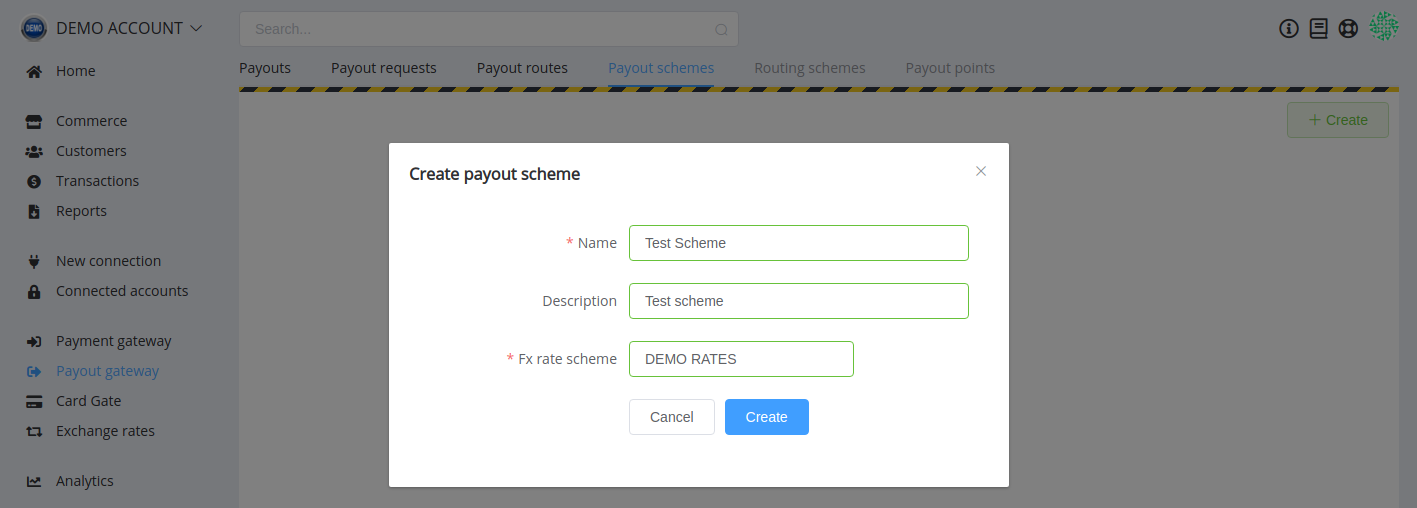 DEMO
DEMO ACCOUNT
Search...
Home
Commerce
Customers
Transactions
Reports
New connection
Connected accounts
Payment gateway
Payout gateway
Card Gate
Exchange rates
Analytics
Payouts Payout requests Payout routes Payout schemes Routing schemes Payout points
+ Create
Create payout scheme
* Name Test Scheme
Description Test scheme
* Fx rate scheme DEMO RATES
Cancel Create